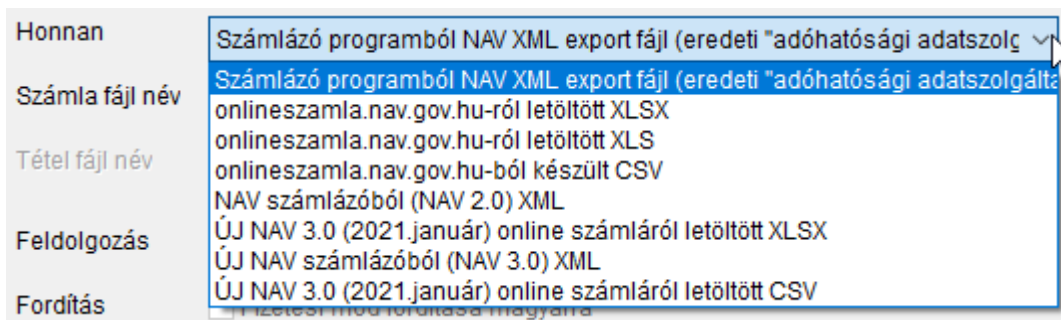 Honnan
Számlázó programból NAV XML export fájl (eredeti "adóhatósági adatszolg
Számlázó programból NAV XML export fájl (eredeti "adóhatósági adatszolgálta
Számla fájl név
onlineszamla.nav.gov.hu-ról letöltött XLSX
onlineszamla.nav.gov.hu-ról letöltött XLS
Tétel fájl név
onlineszamla.nav.gov.hu-ból készült CSV
NAV számlázóból (NAV 2.0) XML
ÚJ NAV 3.0 (2021.január) online számláról letöltött XLSX
Feldolgozás
ÚJ NAV számlázóból (NAV 3.0) XML
ÚJ NAV 3.0 (2021.január) online számláról letöltött CSV
Fordítás
Fizetési mód fordítása magyarra